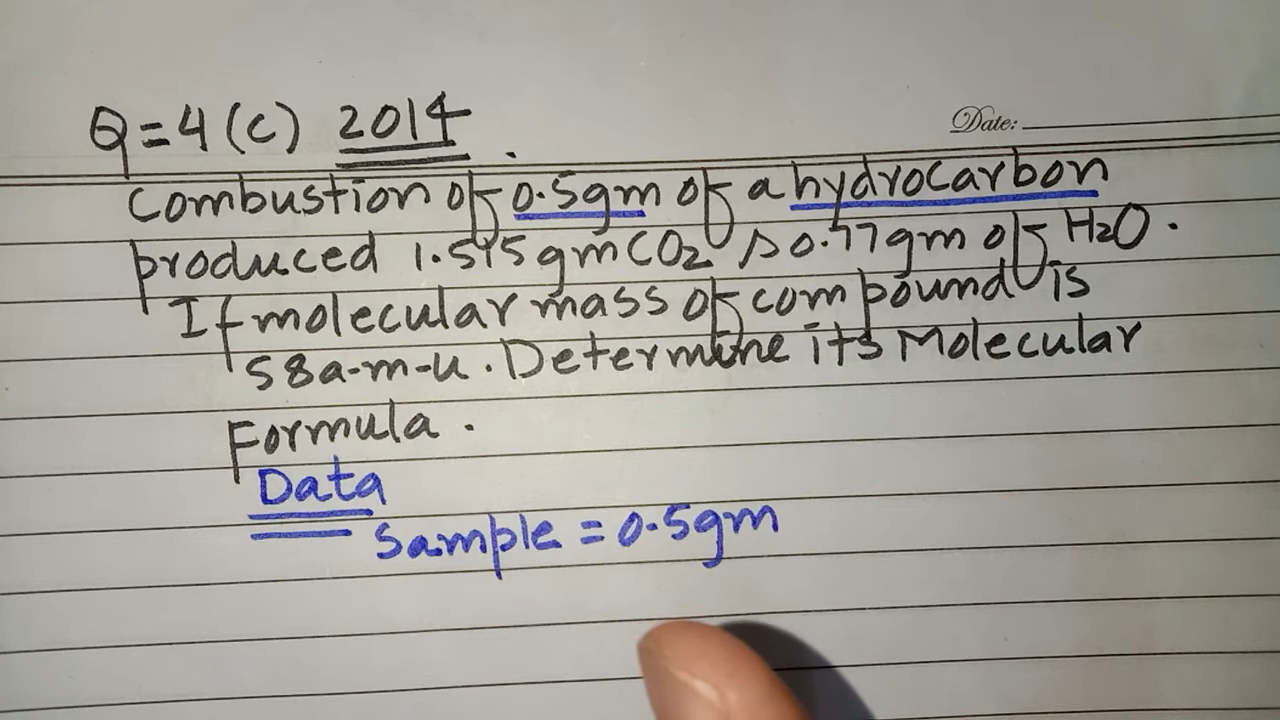 Q=4(c) 2014.
Date:
Combustion of 0.5gm of a hydrocarbon
produced 1.515gm CO2 & 0.77gm of H2O.
If molecular mass of compound is
58a-m-u. Determine its Molecular
Formula.
Data
Sample = 0.5gm